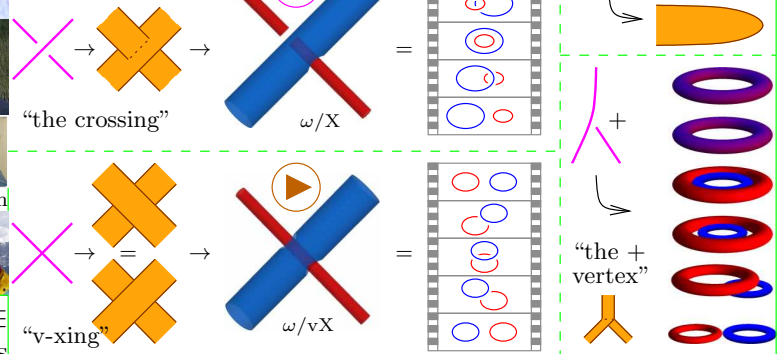 → → =
"the crossing"
ω/X
+
→ = → =
"v-xing"
ω/vX
"the +
vertex"